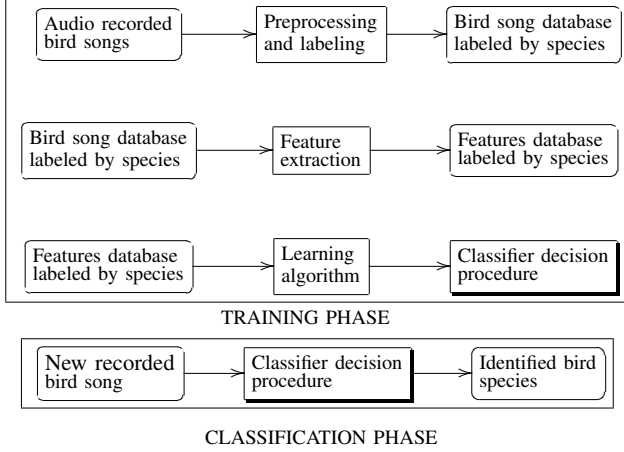 Audio recorded
bird songs
Preprocessing
and labeling
Bird song database
labeled by species
Bird song database
labeled by species
Feature
extraction
Features database
labeled by species
Features database
labeled by species
Learning
algorithm
Classifier decision
procedure
TRAINING PHASE
New recorded
bird song
Classifier decision
procedure
Identified bird
species
CLASSIFICATION PHASE